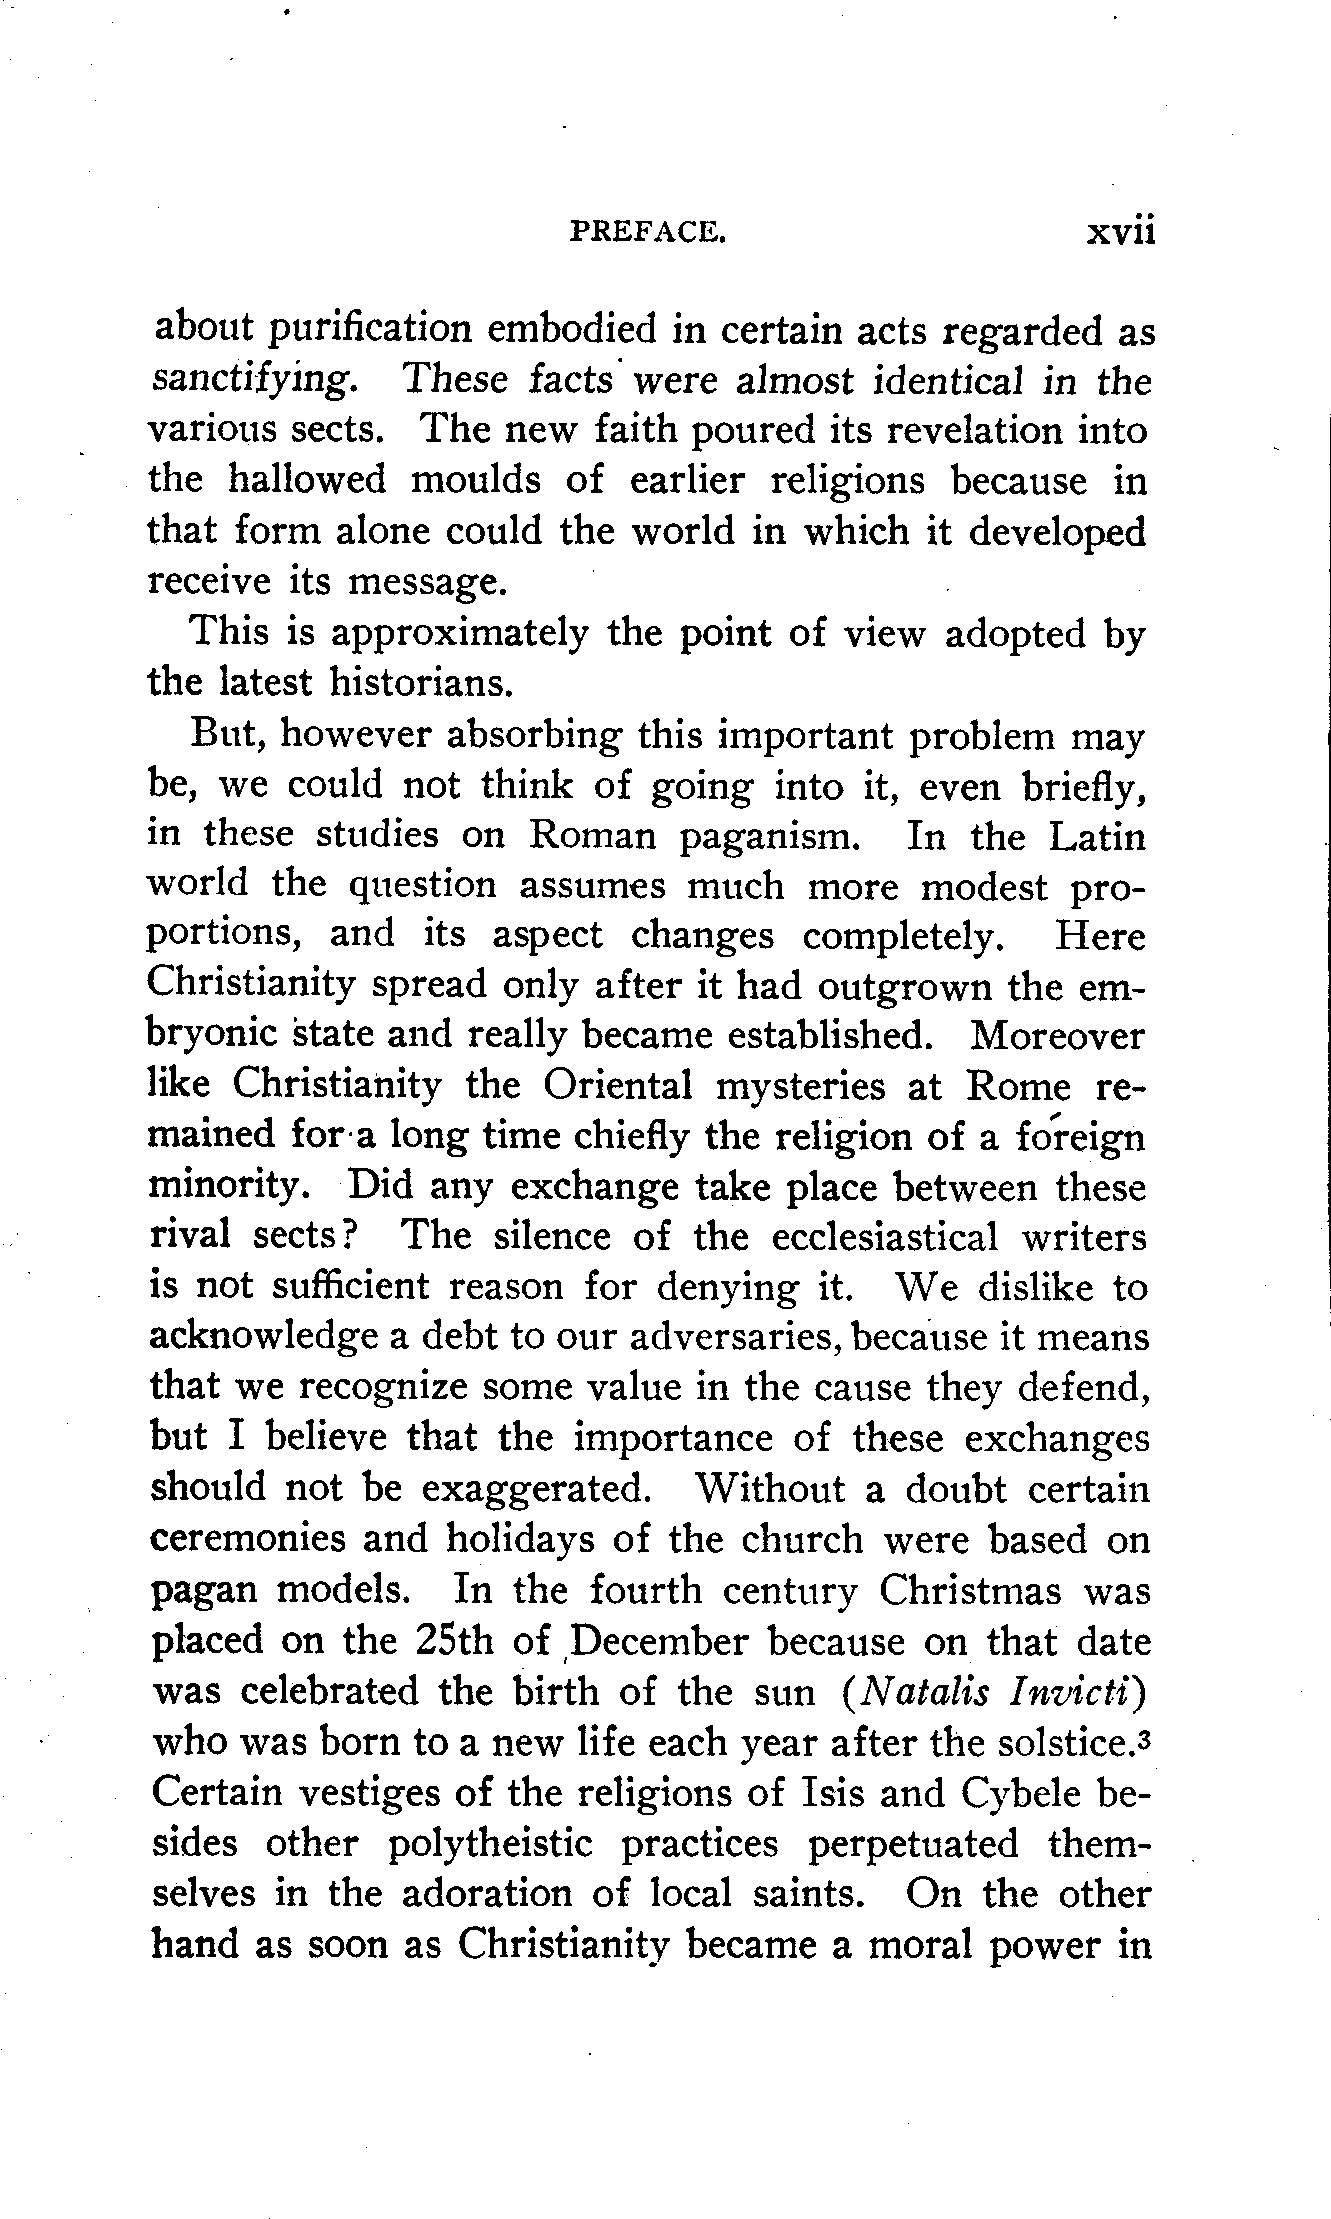 PREFACE. xvii
about purification embodied in certain acts regarded as
sanctifying. These facts were almost identical in the
various sects. The new faith poured its revelation into
the hallowed moulds of earlier religions because in
that form alone could the world in which it developed
receive its message.
This is approximately the point of view adopted by
the latest historians.
But, however absorbing this important problem may
be, we could not think of going into it, even briefly,
in these studies on Roman paganism. In the Latin
world the question assumes much more modest pro-
portions, and its aspect changes completely. Here
Christianity spread only after it had outgrown the em-
bryonic state and really became established. Moreover
like Christianity the Oriental mysteries at Rome re-
mained for a long time chiefly the religion of a foreign
minority. Did any exchange take place between these
rival sects? The silence of the ecclesiastical writers
is not sufficient reason for denying it. We dislike to
acknowledge a debt to our adversaries, because it means
that we recognize some value in the cause they defend,
but I believe that the importance of these exchanges
should not be exaggerated. Without a doubt certain
ceremonies and holidays of the church were based on
pagan models. In the fourth century Christmas was
placed on the 25th of December because on that date
was celebrated the birth of the sun (Natalis Invicti)
who was born to a new life each year after the solstice.3
Certain vestiges of the religions of Isis and Cybele be-
sides other polytheistic practices perpetuated them-
selves in the adoration of local saints. On the other
hand as soon as Christianity became a moral power in